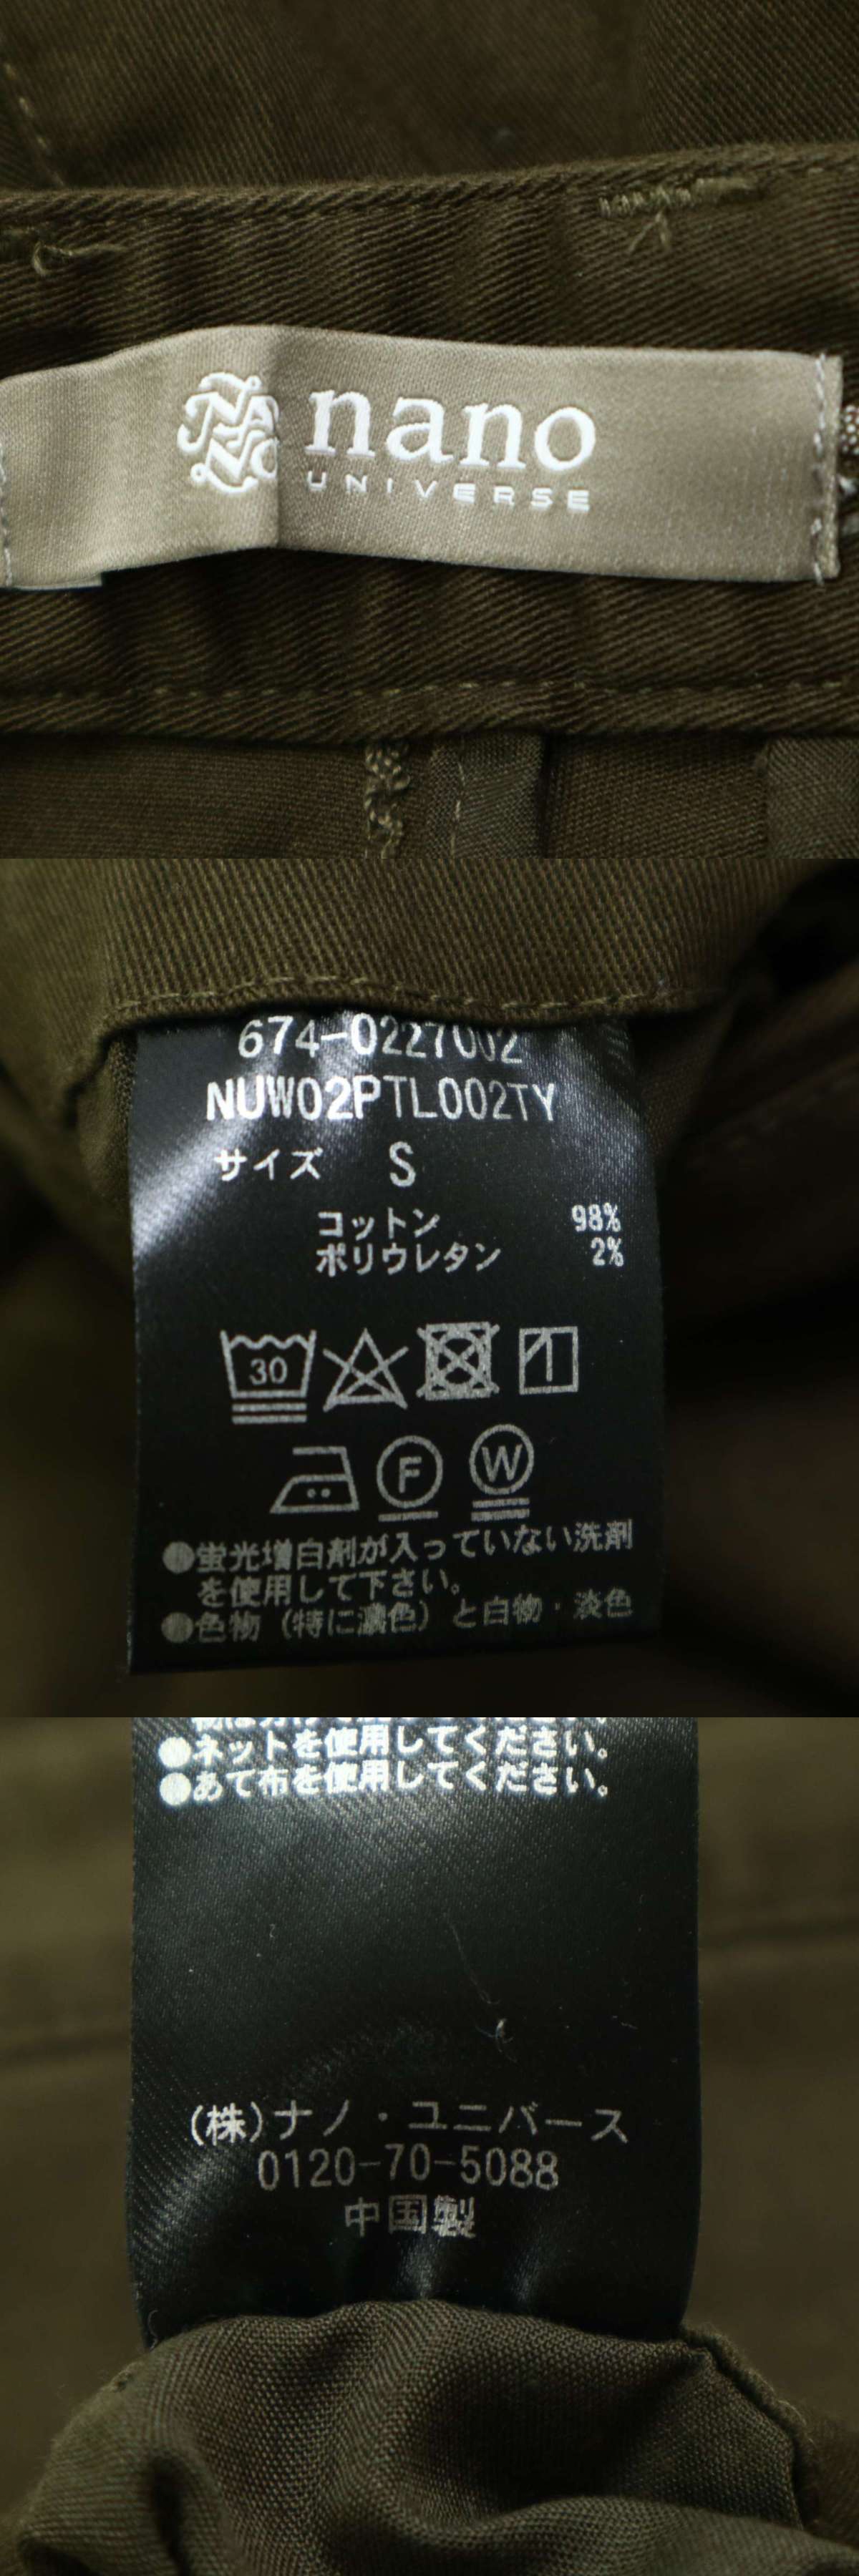 nano
UNIVERSE
674-0227002
NUW02PTL002TY
サイズ S
コットン 98%
ポリウレタン 2%
30
F W
●蛍光増白剤が入っていない洗剤
を使用して下さい。
●色物（特に濃色）と白物・淡色
●ネットを使用してください。
●あて布を使用してください。
(株)ナノ・ユニバース
0120-70-5088
中国製